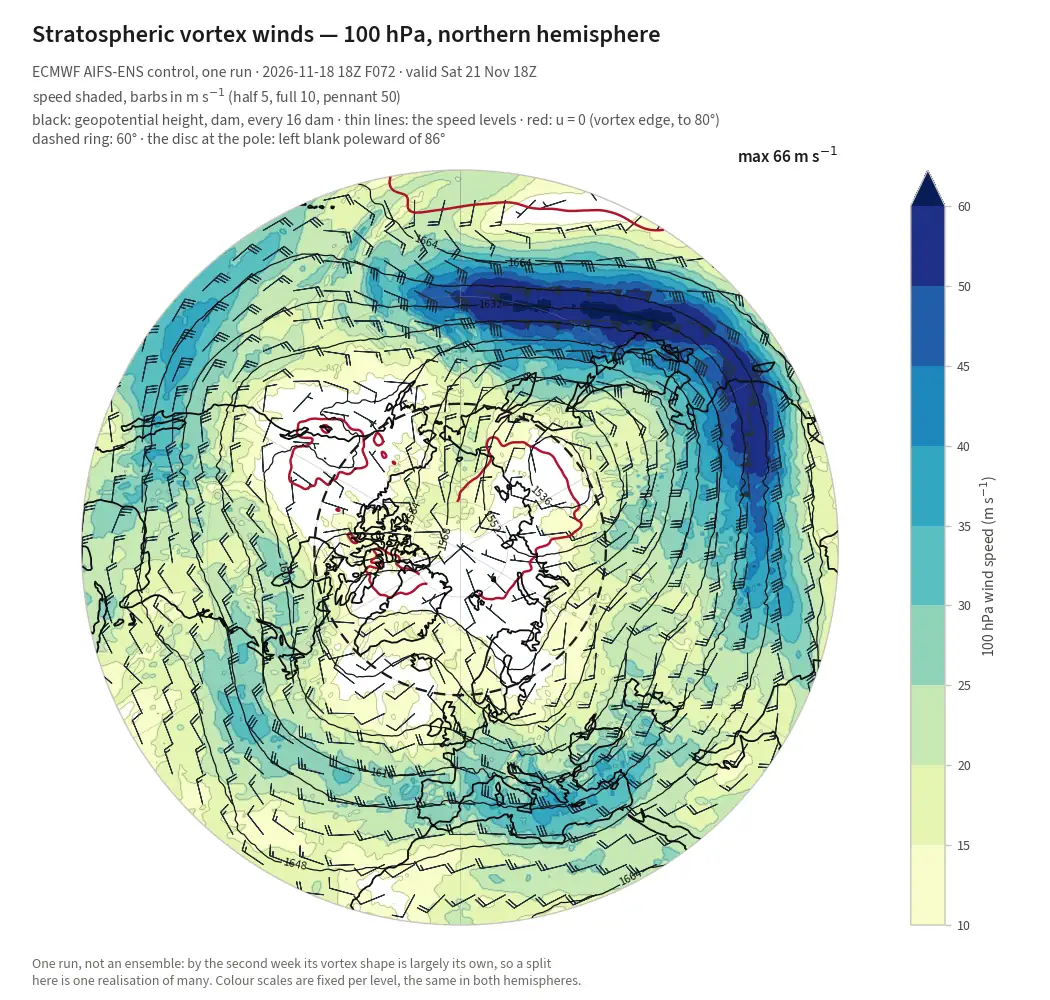 Stratospheric vortex winds — 100 hPa, northern hemisphere
ECMWF AIFS-ENS control, one run · 2026-11-18 18Z F072 · valid Sat 21 Nov 18Z
speed shaded, barbs in m s⁻¹ (half 5, full 10, pennant 50)
black: geopotential height, dam, every 16 dam · thin lines: the speed levels · red: u = 0 (vortex edge, to 80°)
dashed ring: 60° · the disc at the pole: left blank poleward of 86°
max 66 m s⁻¹
60
50
45
40
35
30
25
20
15
10
100 hPa wind speed (m s⁻¹)
1664
1664
1632
1536
1648
One run, not an ensemble: by the second week its vortex shape is largely its own, so a split
here is one realisation of many. Colour scales are fixed per level, the same in both hemispheres.